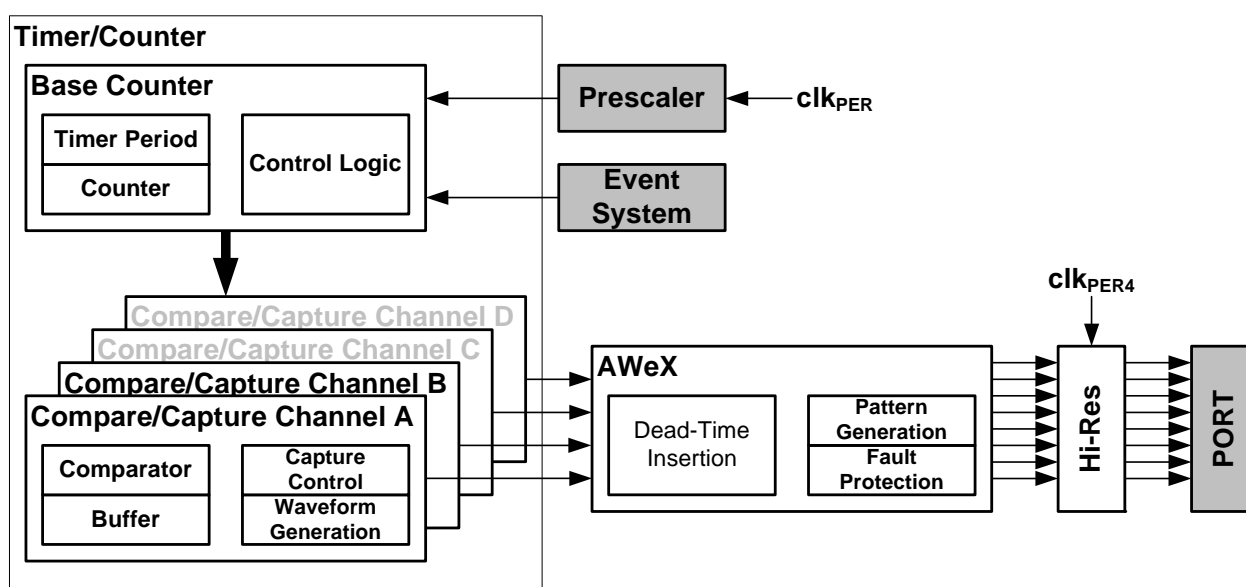 Timer/Counter
Base Counter
Timer Period
Counter
Control Logic
Prescaler
clkPER
Event
System
Compare/Capture Channel D
Compare/Capture Channel C
Compare/Capture Channel B
Compare/Capture Channel A
Comparator
Buffer
Capture
Control
Waveform
Generation
AWeX
Dead-Time
Insertion
Pattern
Generation
Fault
Protection
clkPER4
Hi-Res
PORT